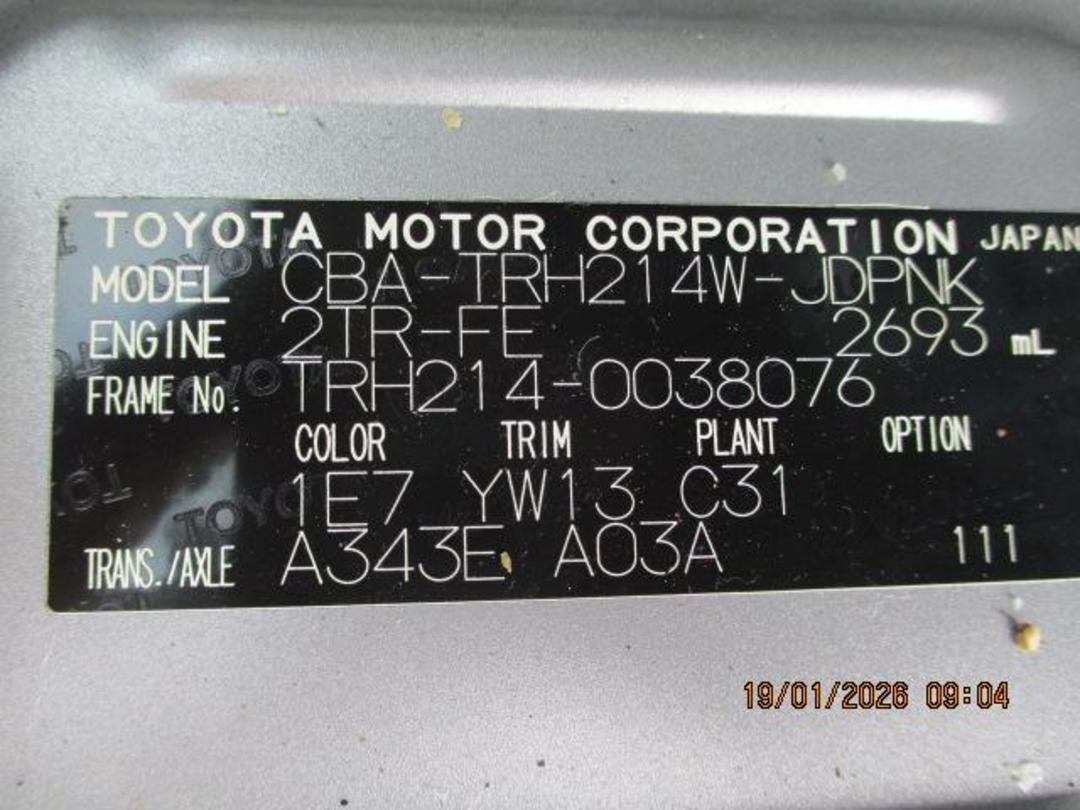 TOYOTA MOTOR CORPORATION JAPAN
MODEL CBA-TRH214W-JDPNK
ENGINE 2TR-FE 2693 mL
FRAME No. TRH214-0038076
COLOR TRIM PLANT OPTION
1E7 YW13 C31
TRANS./AXLE A343E A03A 111
19/01/2026 09:04